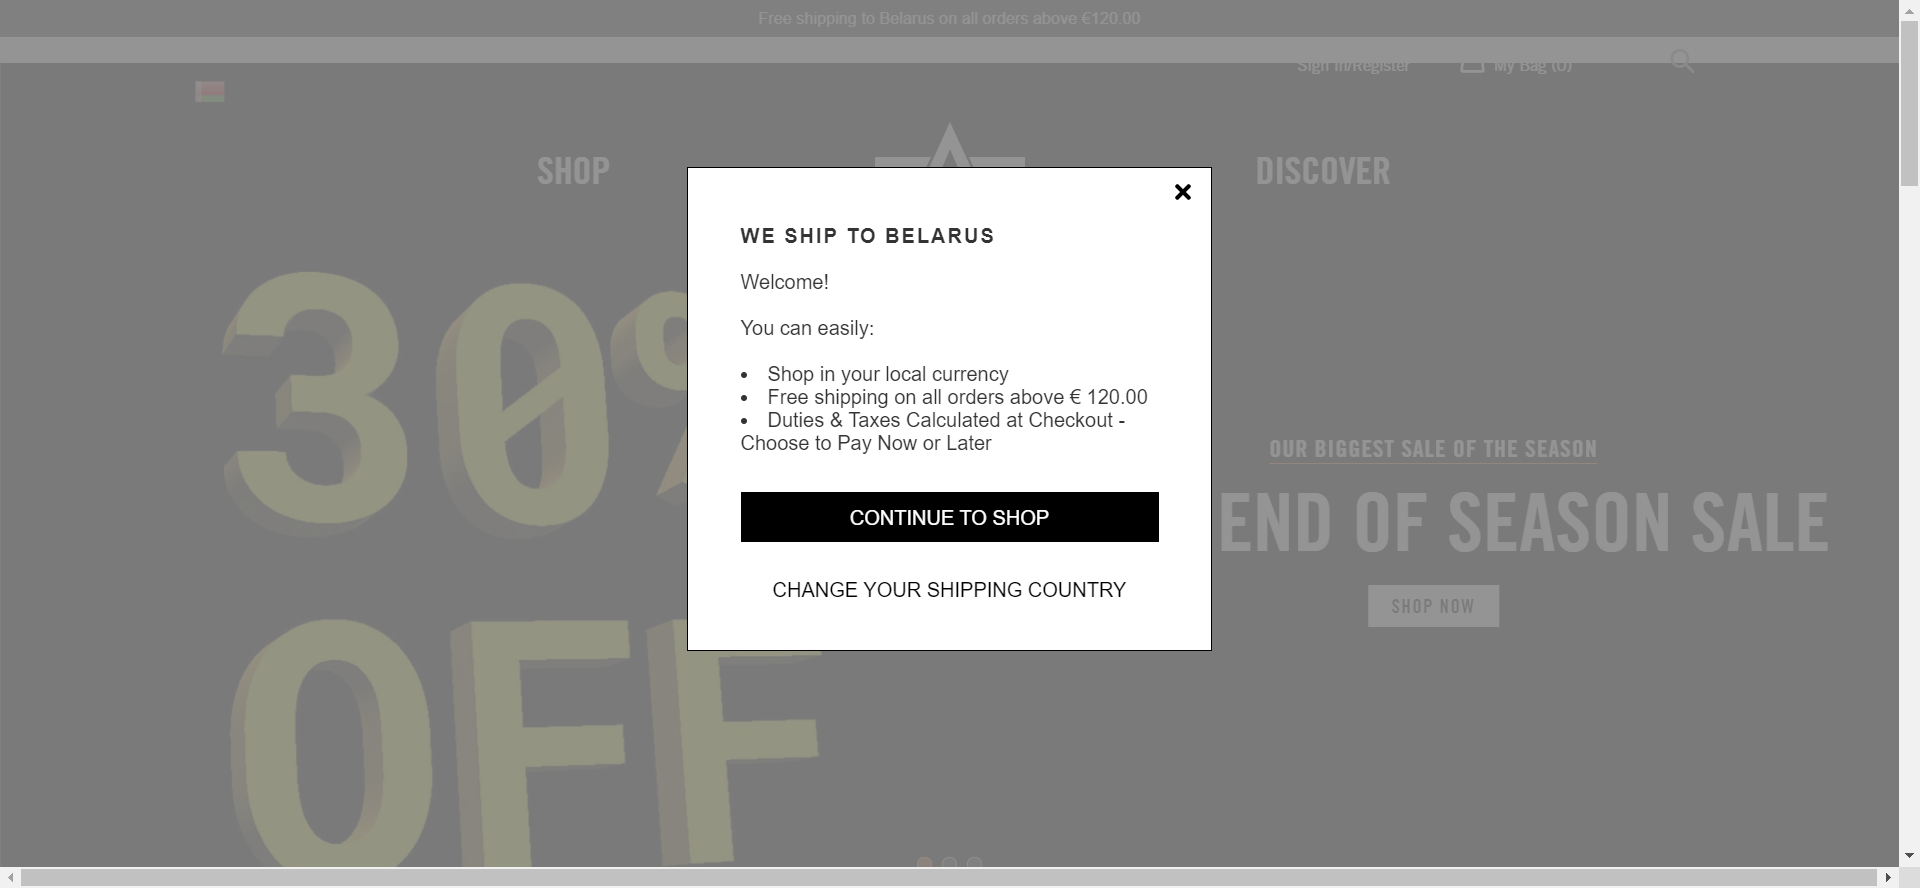 Free shipping to Belarus on all orders above €120.00
Sign In/Register
My Bag (0)
SHOP
DISCOVER
WE SHIP TO BELARUS
Welcome!
You can easily:
• Shop in your local currency
• Free shipping on all orders above € 120.00
• Duties & Taxes Calculated at Checkout -
Choose to Pay Now or Later
CONTINUE TO SHOP
CHANGE YOUR SHIPPING COUNTRY
30%
OFF
OUR BIGGEST SALE OF THE SEASON
END OF SEASON SALE
SHOP NOW